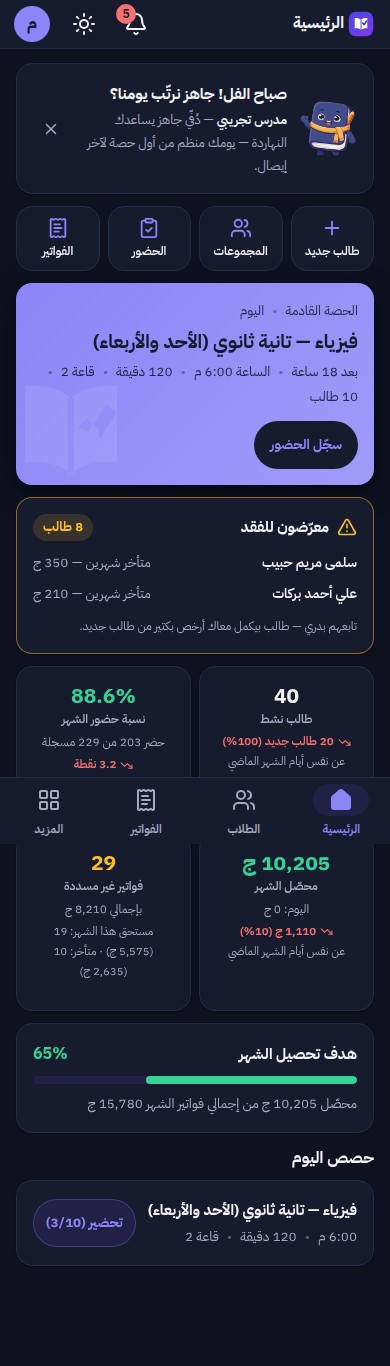 الرئيسية
5
م
صباح الفل! جاهز نرتّب يومنا؟
مدرس تجريبي — دُفّي جاهز يساعدك
النهاردة — يومك منظم من أول حصة لآخر
إيصال.
طالب جديد
المجموعات
الحضور
الفواتير
الحصة القادمة • اليوم
فيزياء — تانية ثانوي (الأحد والأربعاء)
بعد 18 ساعة • الساعة 6:00 م • 120 دقيقة • قاعة 2 •
10 طالب
سجّل الحضور
معرّضون للفقد
8 طالب
سلمى مريم حبيب
متأخر شهرين — 350 ج
علي أحمد بركات
متأخر شهرين — 210 ج
تابعهم بدري — طالب بيكمل معاك أرخص بكتير من طالب جديد.
40
طالب نشط
20 طالب جديد (100%)
عن نفس أيام الشهر الماضي
88.6%
نسبة حضور الشهر
حضر 203 من 229 مسجلة
3.2 نقطة
الرئيسية
الطلاب
الفواتير
المزيد
10,205 ج
محصّل الشهر
اليوم: 0 ج
1,110 ج (10%)
عن نفس أيام الشهر الماضي
29
فواتير غير مسددة
بإجمالي 8,210 ج
مستحق هذا الشهر: 19
(5,575 ج) · متأخر: 10
(2,635 ج)
هدف تحصيل الشهر
65%
محصّل 10,205 ج من إجمالي فواتير الشهر 15,780 ج
حصص اليوم
فيزياء — تانية ثانوي (الأحد والأربعاء)
6:00 م • 120 دقيقة • قاعة 2
تحضير (3/10)